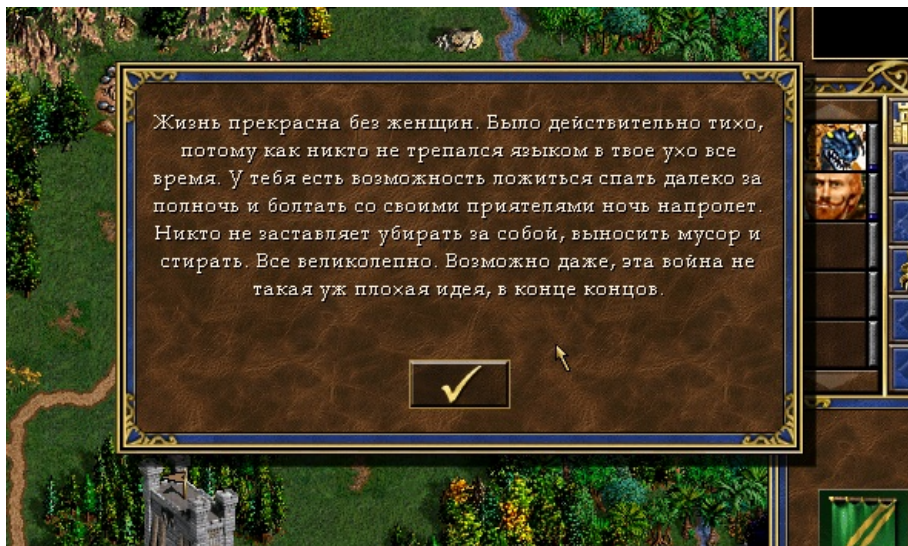 Жизнь прекрасна без женщин. Было действительно тихо,
потому как никто не трепался языком в твое ухо все
время. У тебя есть возможность ложиться спать далеко за
полночь и болтать со своими приятелями ночь напролет.
Никто не заставляет убирать за собой, выносить мусор и
стирать. Все великолепно. Возможно даже, эта война не
такая уж плохая идея, в конце концов.